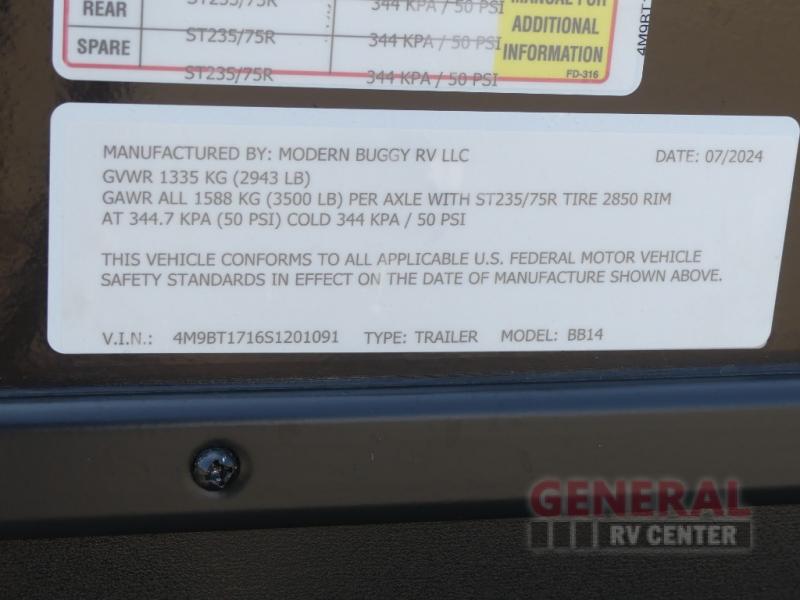 REAR ST235/75R 344 KPA / 50 PSI
SPARE ST235/75R 344 KPA / 50 PSI
ST235/75R 344 KPA / 50 PSI
MANUAL FOR
ADDITIONAL
INFORMATION
FD-316
4M9BT
MANUFACTURED BY: MODERN BUGGY RV LLC DATE: 07/2024
GVWR 1335 KG (2943 LB)
GAWR ALL 1588 KG (3500 LB) PER AXLE WITH ST235/75R TIRE 2850 RIM
AT 344.7 KPA (50 PSI) COLD 344 KPA / 50 PSI
THIS VEHICLE CONFORMS TO ALL APPLICABLE U.S. FEDERAL MOTOR VEHICLE
SAFETY STANDARDS IN EFFECT ON THE DATE OF MANUFACTURE SHOWN ABOVE.
V.I.N.: 4M9BT1716S1201091 TYPE: TRAILER MODEL: BB14
GENERAL
RV CENTER